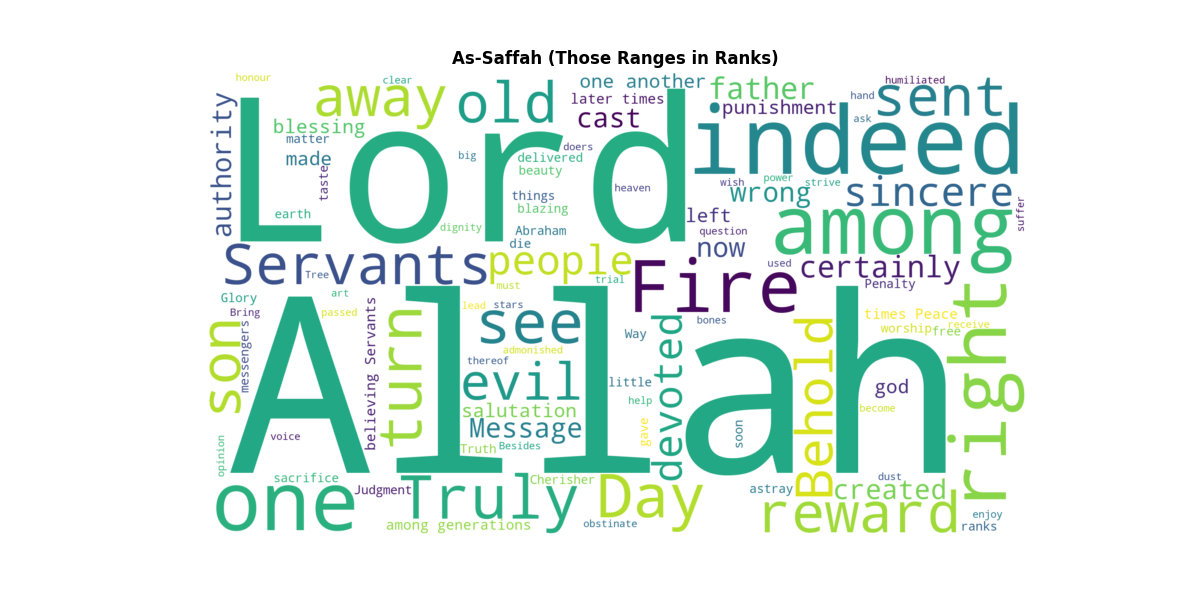 As-Saffah (Those Ranges in Ranks)
honour
clear
one another
humiliated
away
old
father
sent
later times
hand
authority
blessing
cast
punishment
Lord
indeed
ask
matter
made
big
doers
delivered
beauty
taste
heaven
wish
power
strive
wrong
sincere
things
blazing
earth
dignity
Abraham
left
among
suffer
question
die
now
Servants
people
Tree
Fire
used
certainly
trial
must
Penalty
art
Glory
Bring
passed
lead
stars
son
believing Servants
turn
see
Way
bones
times Peace
worship
free
receive
right
messengers
admonished
Allah
thereof
evil
little
devoted
Behold
god
help
become
salutation
Message
gave
soon
voice
opinion
Truth
Besides
sacrifice
Judgment
Cherisher
dust
one
Truly
Day
astray
created
reward
among generations
obstinate
enjoy
ranks